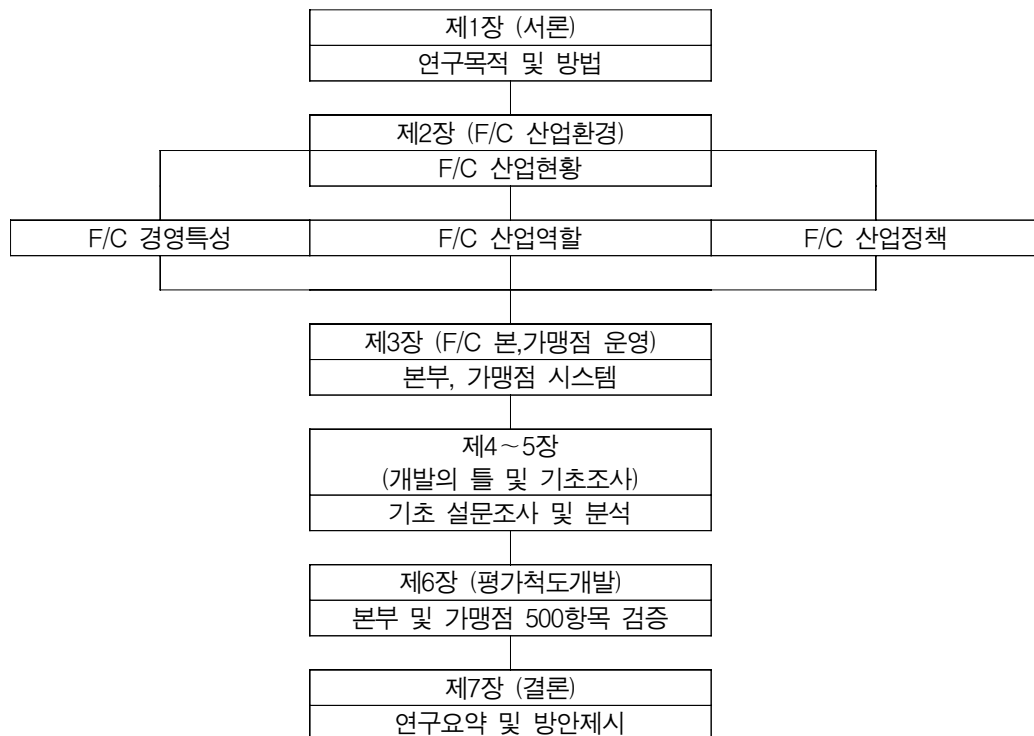 제1장 (서론)
연구목적 및 방법
제2장 (F/C 산업환경)
F/C 산업현황
F/C 경영특성
F/C 산업역할
F/C 산업정책
제3장 (F/C 본,가맹점 운영)
본부, 가맹점 시스템
제4～5장
(개발의 틀 및 기초조사)
기초 설문조사 및 분석
제6장 (평가척도개발)
본부 및 가맹점 500항목 검증
제7장 (결론)
연구요약 및 방안제시